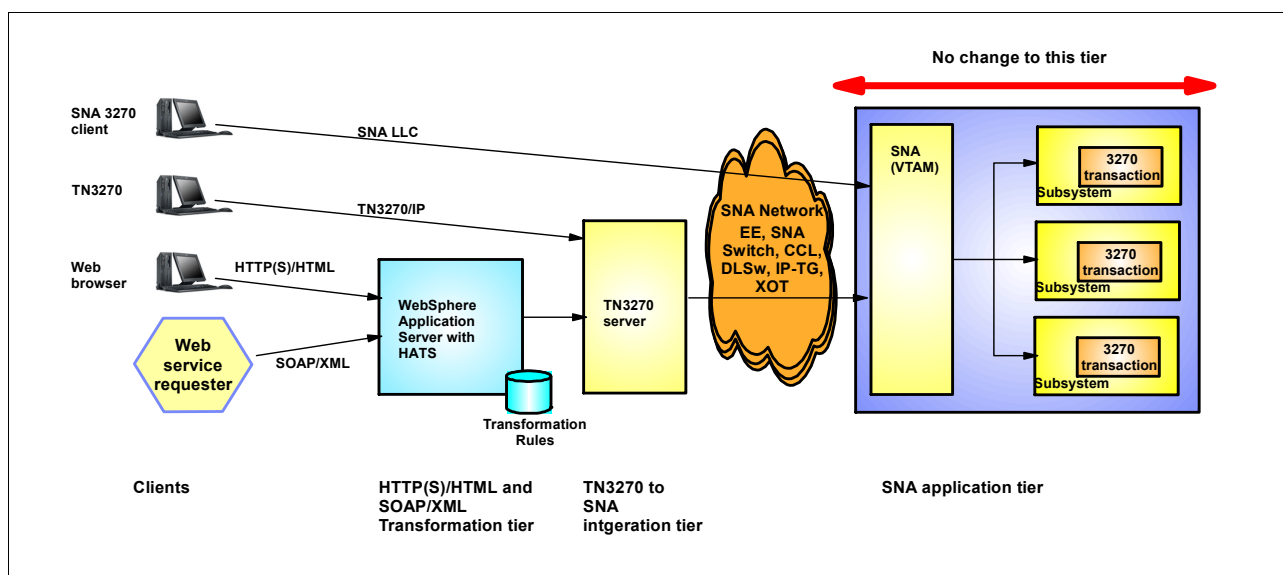 No change to this tier
SNA 3270
client
SNA LLC
TN3270
TN3270/IP
Web
browser
HTTP(S)/HTML
Web
service
requester
SOAP/XML
WebSphere
Application
Server with
HATS
Transformation
Rules
TN3270
server
SNA Network
EE, SNA
Switch, CCL,
DLSw, IP-TG,
XOT
SNA
(VTAM)
3270
transaction
Subsystem
3270
transaction
Subsystem
3270
transaction
Subsystem
Clients
HTTP(S)/HTML and
SOAP/XML
Transformation tier
TN3270 to
SNA
intgeration tier
SNA application tier